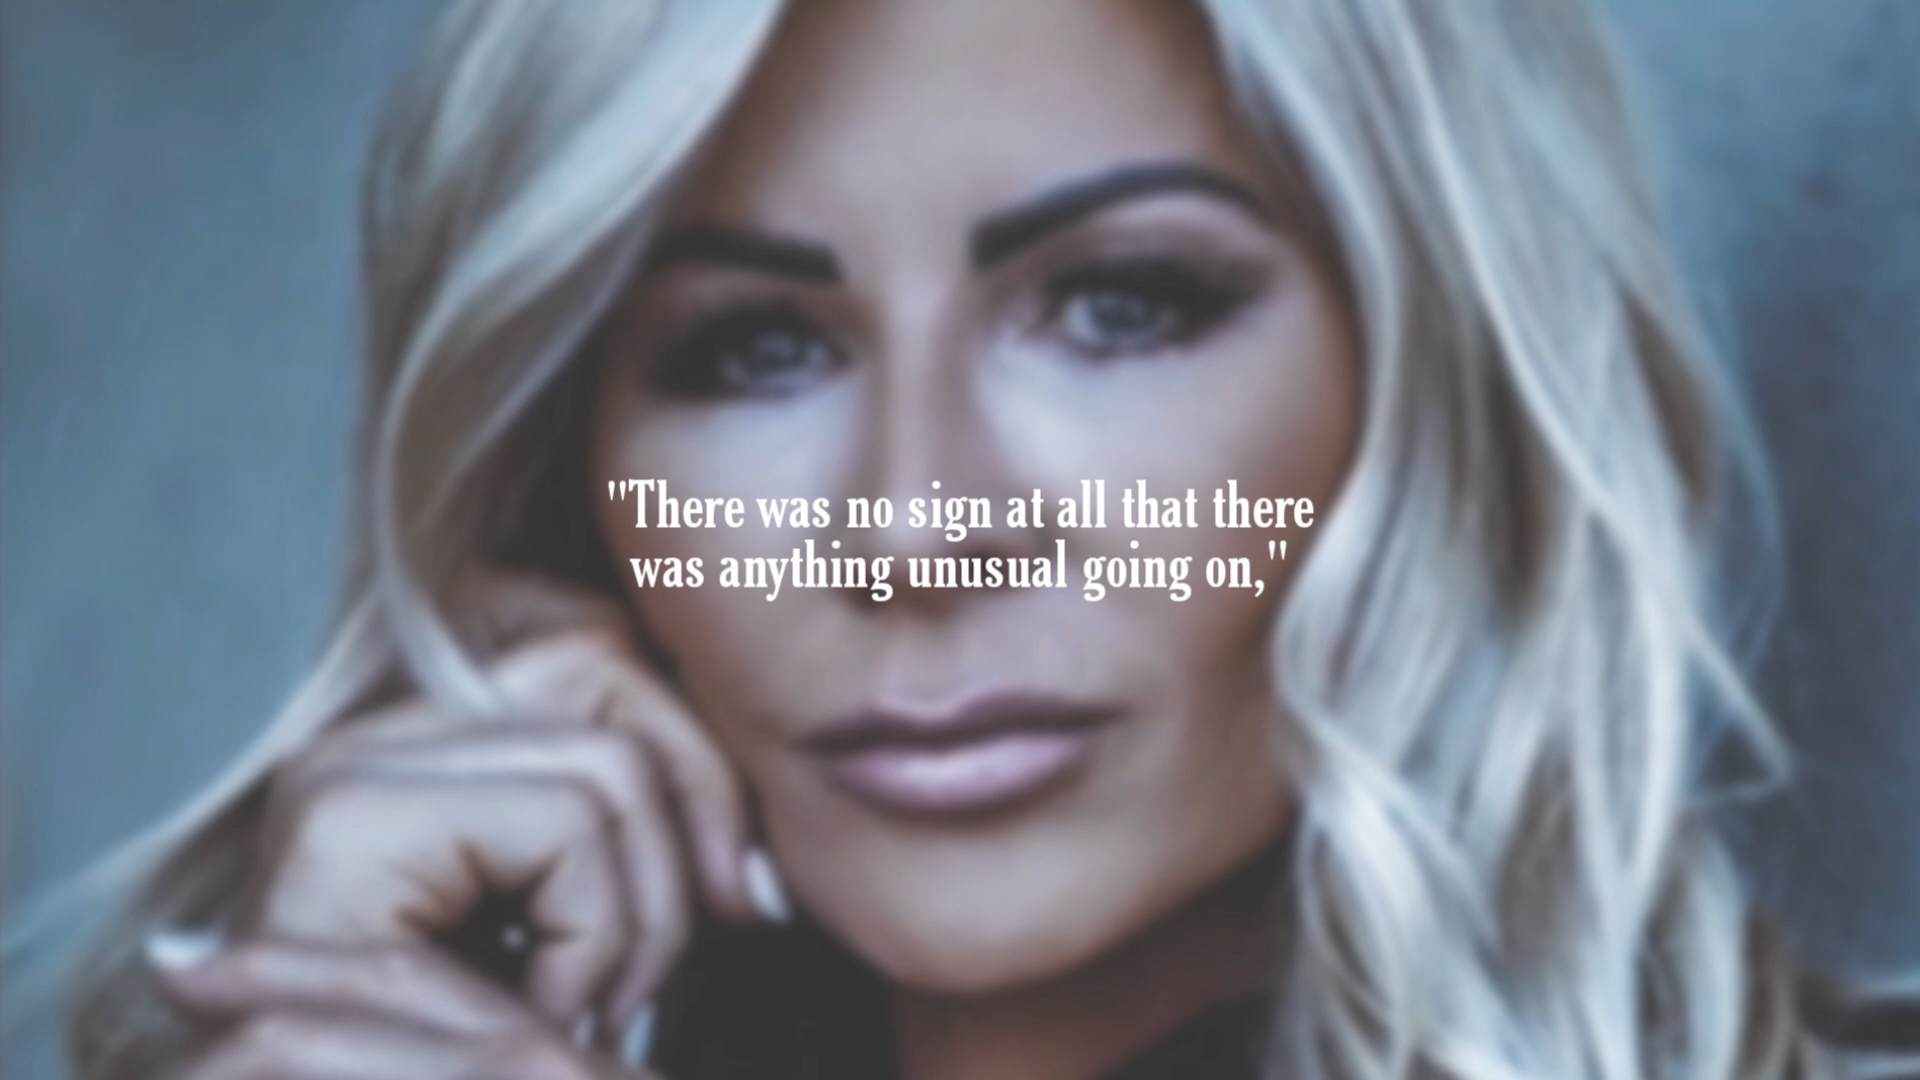 "There was no sign at all that there
was anything unusual going on,"